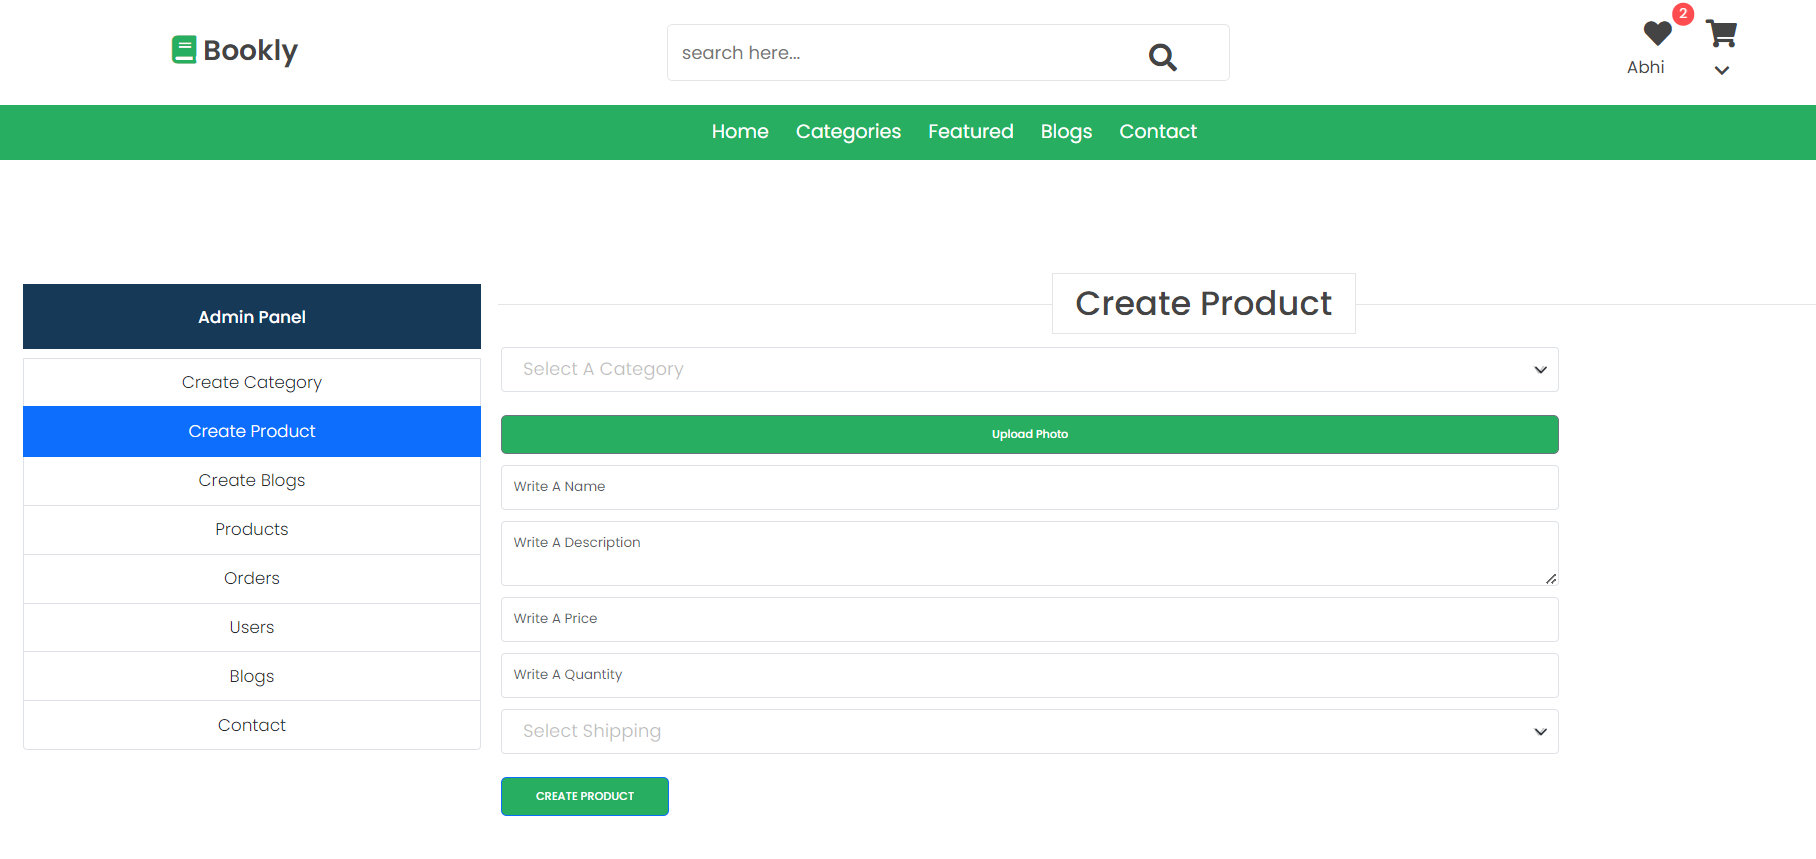 Bookly
search here...
2
Abhi
Home Categories Featured Blogs Contact
Admin Panel
Create Category
Create Product
Create Blogs
Products
Orders
Users
Blogs
Contact
Create Product
Select A Category
Upload Photo
Write A Name
Write A Description
Write A Price
Write A Quantity
Select Shipping
CREATE PRODUCT